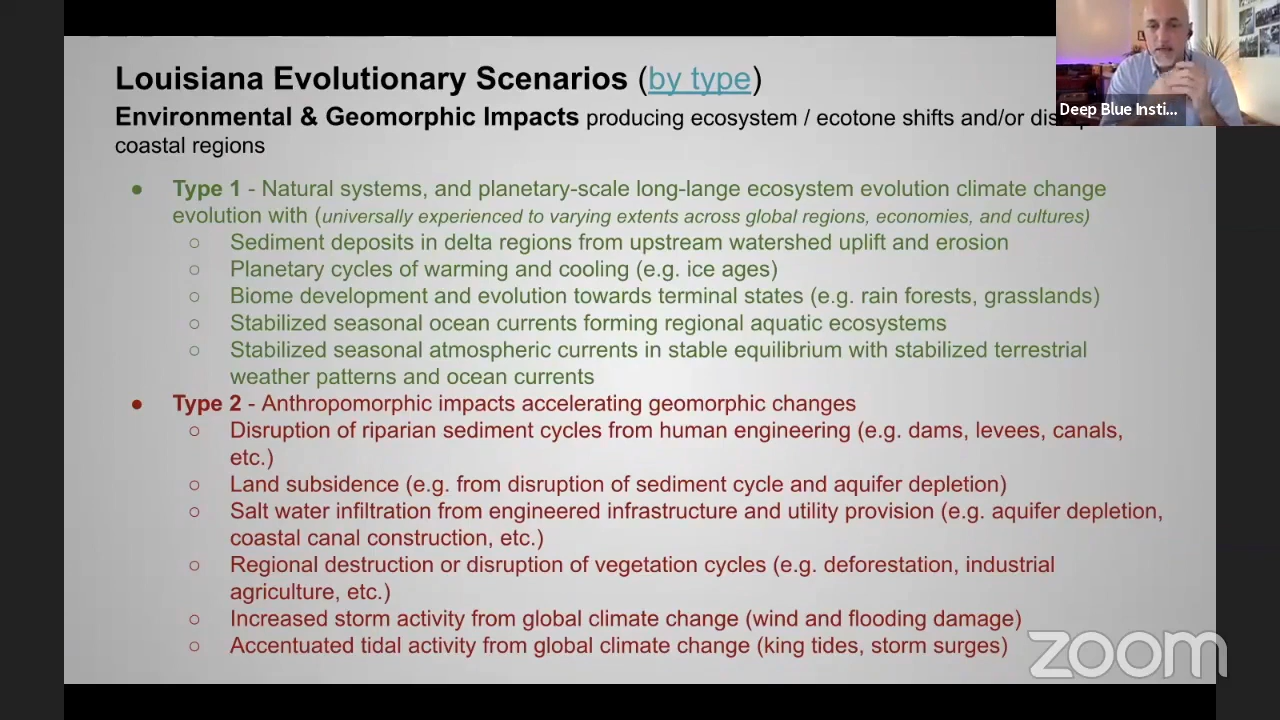 Louisiana Evolutionary Scenarios (by type)
Environmental & Geomorphic Impacts producing ecosystem / ecotone shifts and/or
coastal regions
● Type 1 - Natural systems, and planetary-scale long-lange ecosystem evolution climate change
evolution with (universally experienced to varying extents across global regions, economies, and cultures)
○ Sediment deposits in delta regions from upstream watershed uplift and erosion
○ Planetary cycles of warming and cooling (e.g. ice ages)
○ Biome development and evolution towards terminal states (e.g. rain forests, grasslands)
○ Stabilized seasonal ocean currents forming regional aquatic ecosystems
○ Stabilized seasonal atmospheric currents in stable equilibrium with stabilized terrestrial
weather patterns and ocean currents
● Type 2 - Anthropomorphic impacts accelerating geomorphic changes
○ Disruption of riparian sediment cycles from human engineering (e.g. dams, levees, canals,
etc.)
○ Land subsidence (e.g. from disruption of sediment cycle and aquifer depletion)
○ Salt water infiltration from engineered infrastructure and utility provision (e.g. aquifer depletion,
coastal canal construction, etc.)
○ Regional destruction or disruption of vegetation cycles (e.g. deforestation, industrial
agriculture, etc.)
○ Increased storm activity from global climate change (wind and flooding damage)
○ Accentuated tidal activity from global climate change (king tides, storm surges)
Deep Blue Insti...
zoom